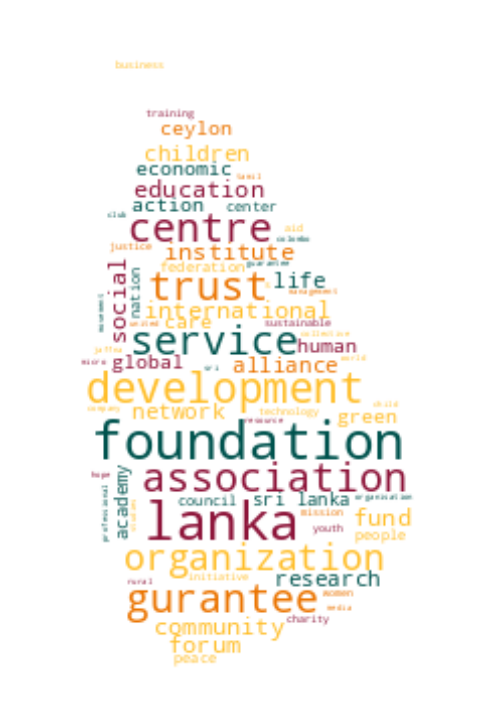 business
training
ceylon
children
economic
tamil
education
action center
club
centre aid
colombo
justice institute
federation guarantee
social nation trust life
management
movement international
united care sustainable
service collective
jaffna human
micro global sri alliance world
development
company network technology child
resource green
foundation
hope association
professional academy council sri lanka organisation
studies lanka mission fund
youth people
organization
rural initiative research
gurantee women
media
community charity
forum
peace